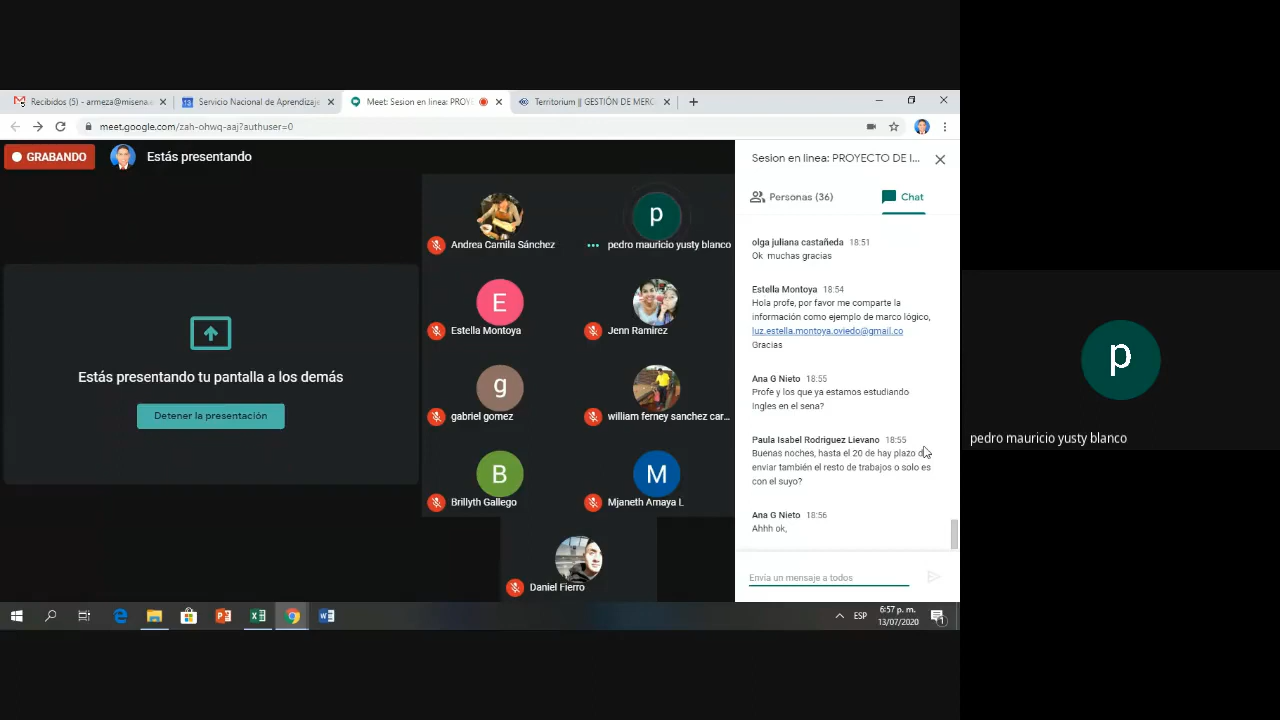 Recibidos (5) - armeza@misena.e
Servicio Nacional de Aprendizaje
Meet: Sesion en linea: PROY
Territorium || GESTIÓN DE MERC
meet.google.com/zah-ohwq-aaj?authuser=0
GRABANDO
Estás presentando
Estás presentando tu pantalla a los demás
Detener la presentación
Andrea Camila Sánchez
p
pedro mauricio yusty blanco
E
Estella Montoya
Jenn Ramirez
g
gabriel gomez
william ferney sanchez car...
B
Brillyth Gallego
M
Mjaneth Amaya L
Daniel Fierro
Sesion en linea: PROYECTO DE I...
Personas (36)
Chat
olga juliana castañeda 18:51
Ok muchas gracias
Estella Montoya 18:54
Hola profe, por favor me comparte la
información como ejemplo de marco lógico,
luz.estella.montoya.oviedo@gmail.co
Gracias
Ana G Nieto 18:55
Profe y los que ya estamos estudiando
Ingles en el sena?
Paula Isabel Rodriguez Lievano 18:55
Buenas noches, hasta el 20 de hay plazo
enviar también el resto de trabajos o solo es
con el suyo?
Ana G Nieto 18:56
Ahhh ok,
Envía un mensaje a todos
ESP
6:57 p. m.
13/07/2020
1
p
pedro mauricio yusty blanco